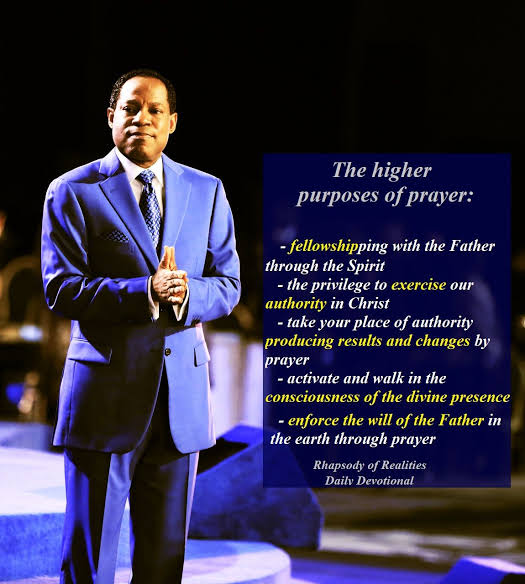 The higher
purposes of prayer:
- fellowshipping with the Father
through the Spirit
- the privilege to exercise our
authority in Christ
- take your place of authority
producing results and changes by
prayer
- activate and walk in the
consciousness of the divine presence
- enforce the will of the Father in
the earth through prayer
Rhapsody of Realities
Daily Devotional